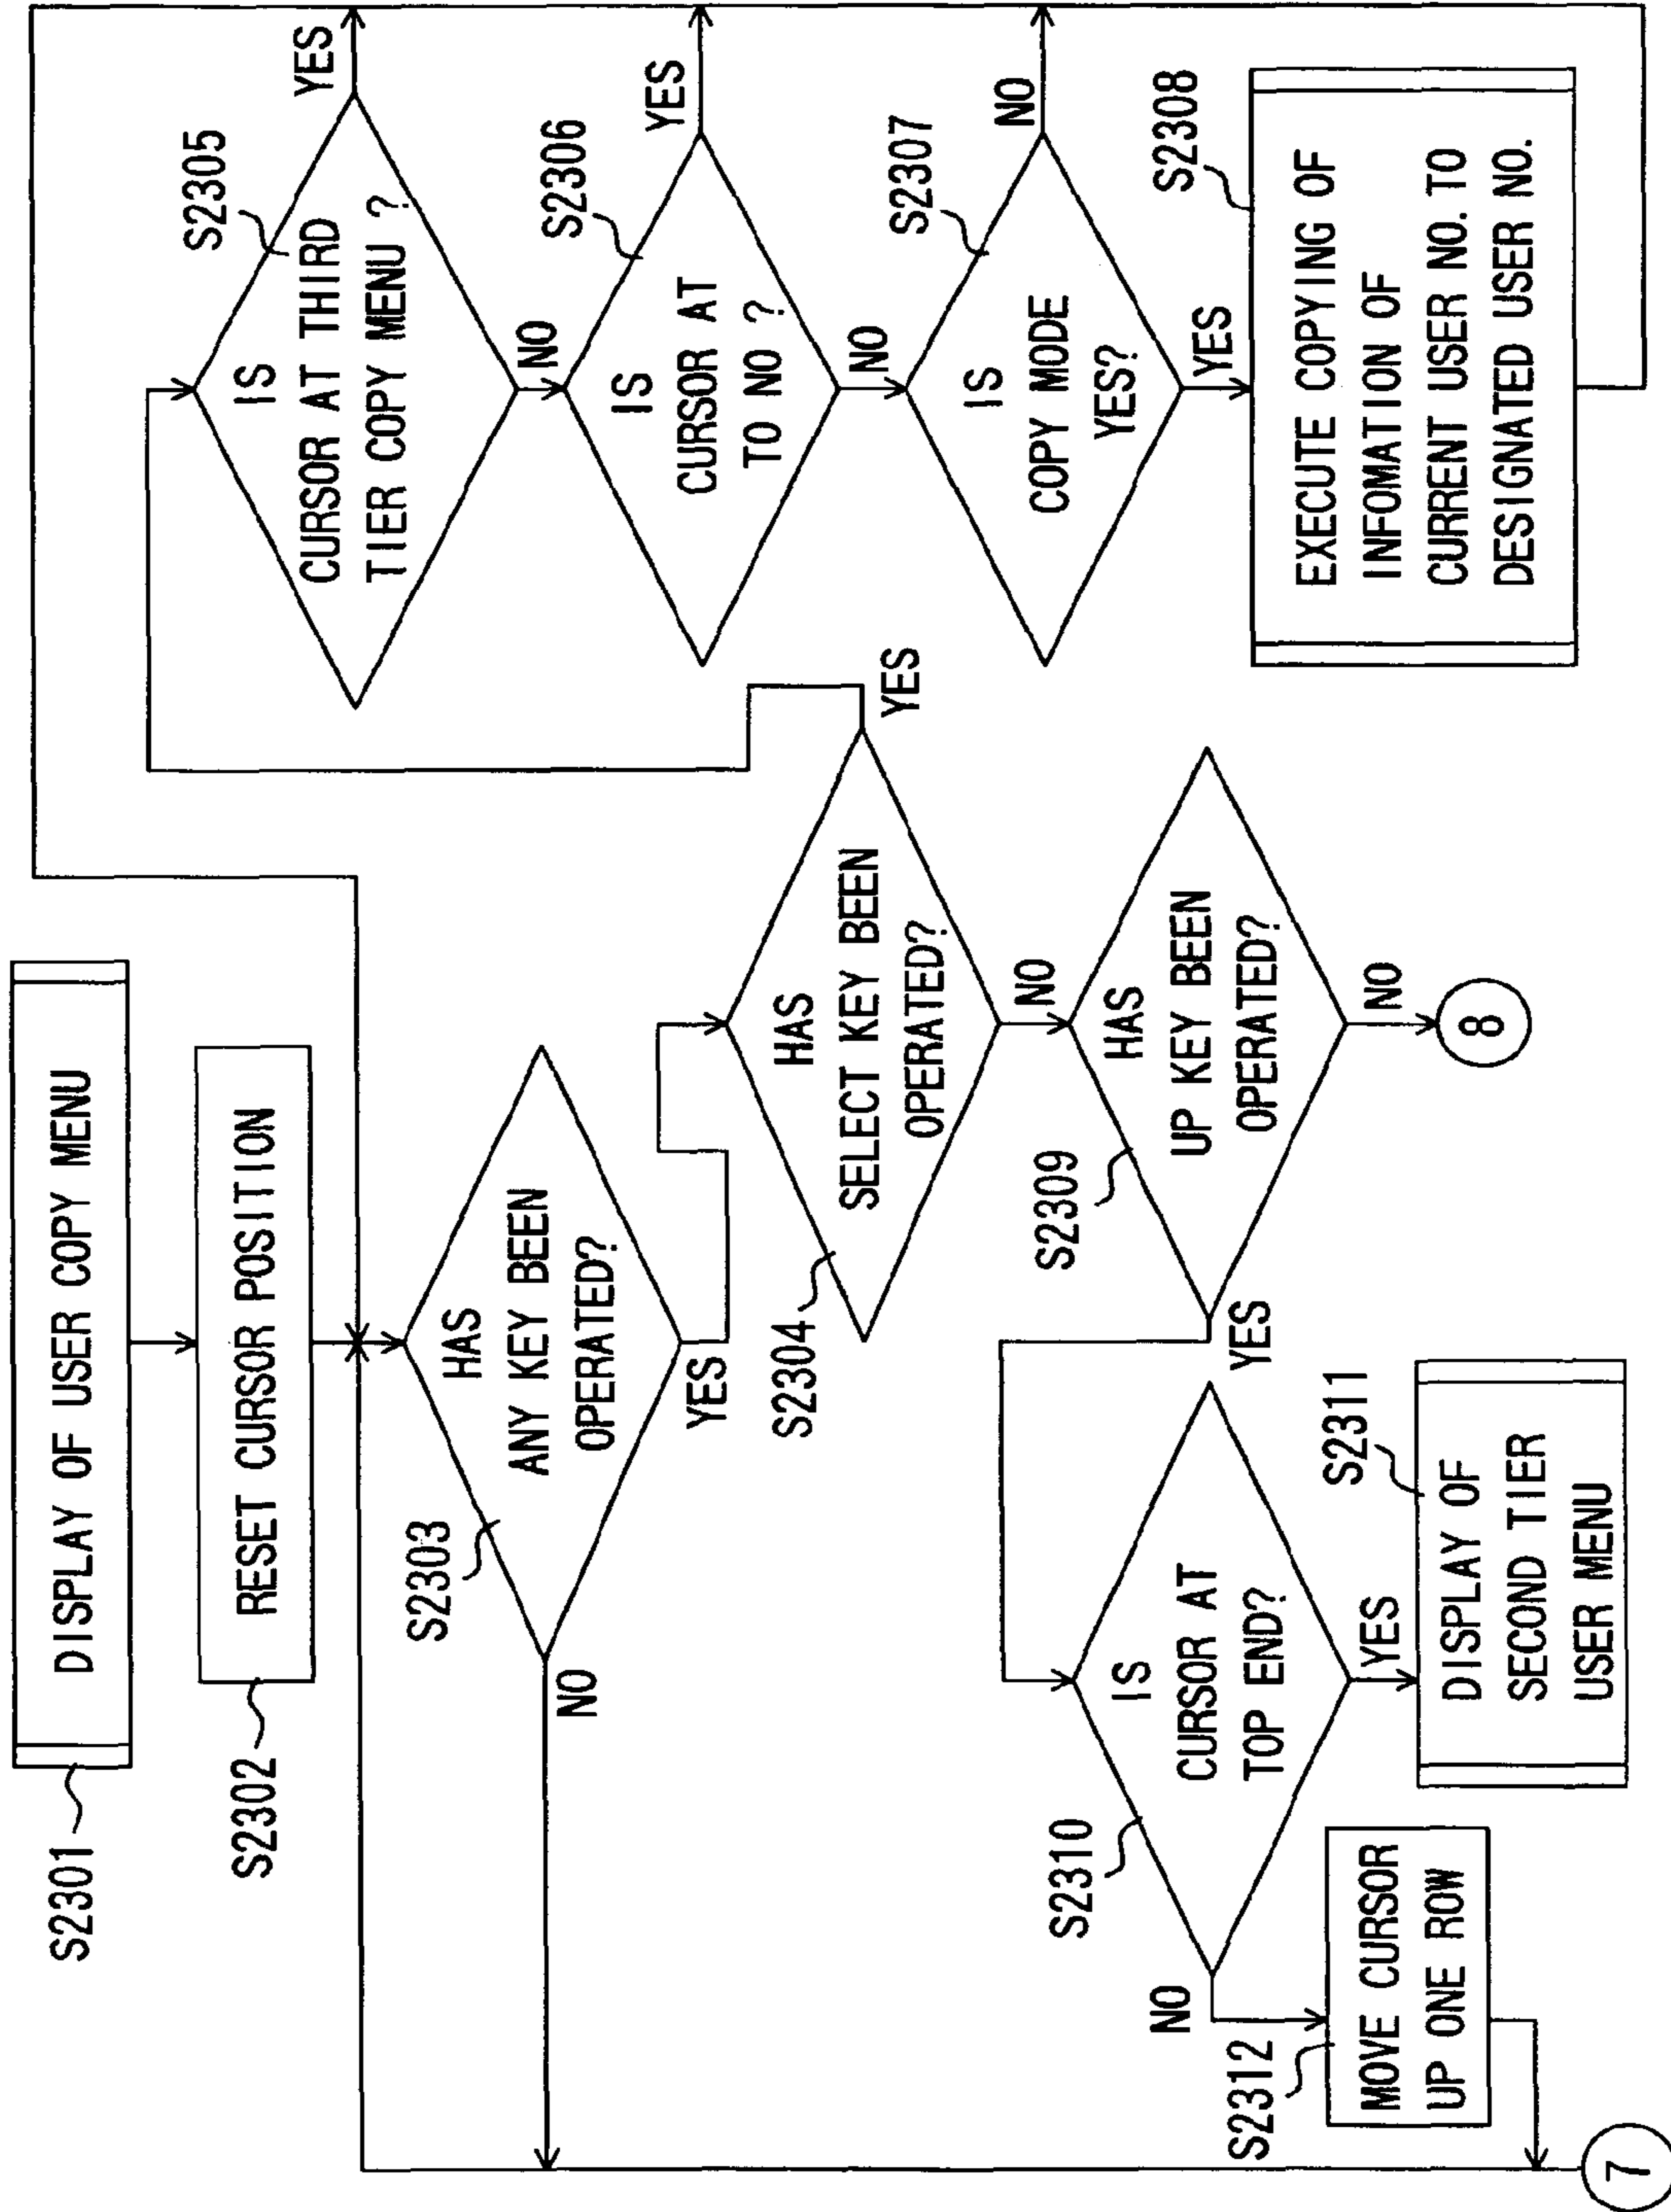 S2301
DISPLAY OF USER COPY MENU
S2302
RESET CURSOR POSITION
S2303
HAS
ANY KEY BEEN
OPERATED?
NO
YES
S2304
HAS
SELECT KEY BEEN
OPERATED?
YES
NO
S2305
IS
CURSOR AT THIRD
TIER COPY MENU ?
YES
NO
S2306
IS
CURSOR AT
TO NO ?
YES
NO
S2307
IS
COPY MODE
YES?
NO
YES
S2308
EXECUTE COPYING OF
INFOMATION OF
CURRENT USER NO. TO
DESIGNATED USER NO.
S2309
HAS
UP KEY BEEN
OPERATED?
YES
NO
8
S2310
IS
CURSOR AT
TOP END?
NO
YES
S2311
DISPLAY OF
SECOND TIER
USER MENU
S2312
MOVE CURSOR
UP ONE ROW
7